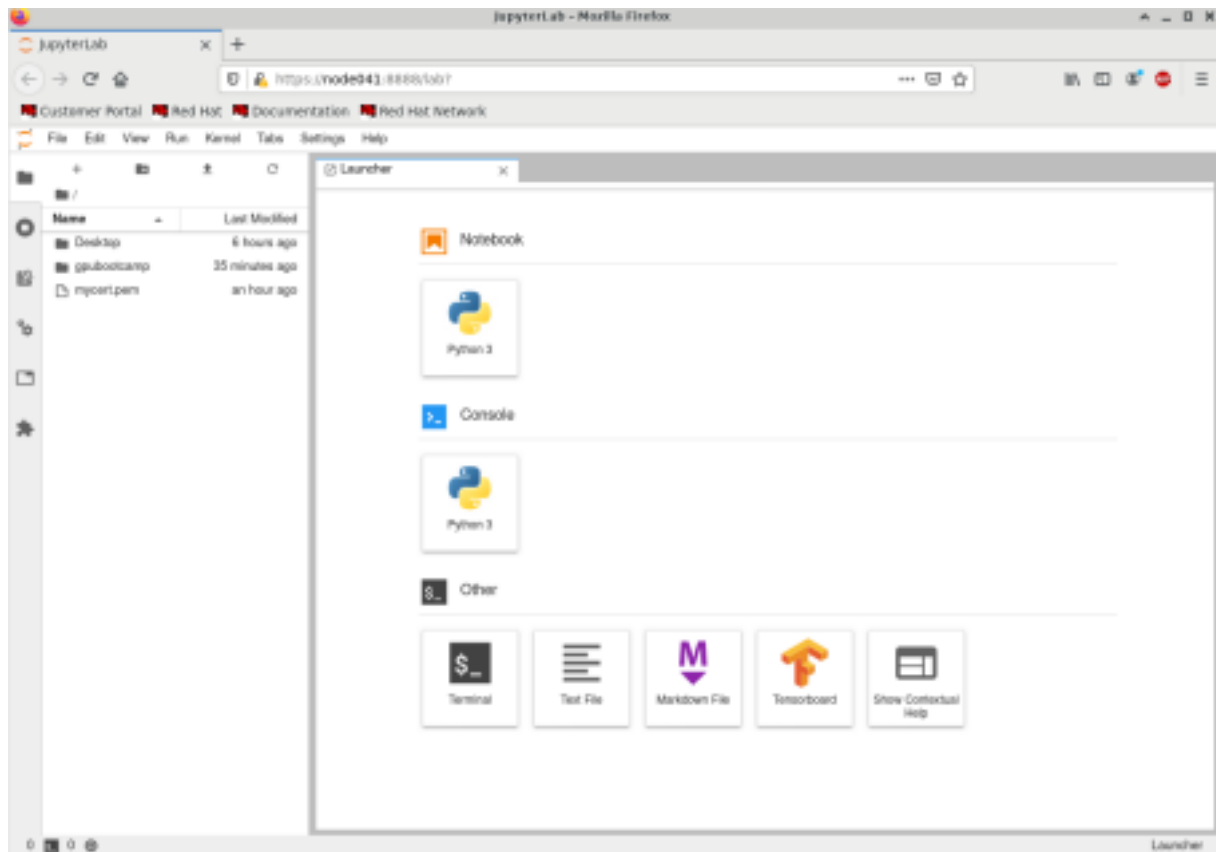 JupyterLab - Mozilla Firefox
JupyterLab
https://node041:8888/lab?
Customer Portal Red Hat Documentation Red Hat Network
File Edit View Run Kernel Tabs Settings Help
Launcher
/
Name Last Modified
Desktop 6 hours ago
gpubootcamp 35 minutes ago
mycert.pem an hour ago
Notebook
Python 3
Console
Python 3
$_ Other
$_
M
Terminal Text File Markdown File Tensorboard Show Contextual
Help
0 0 Launcher